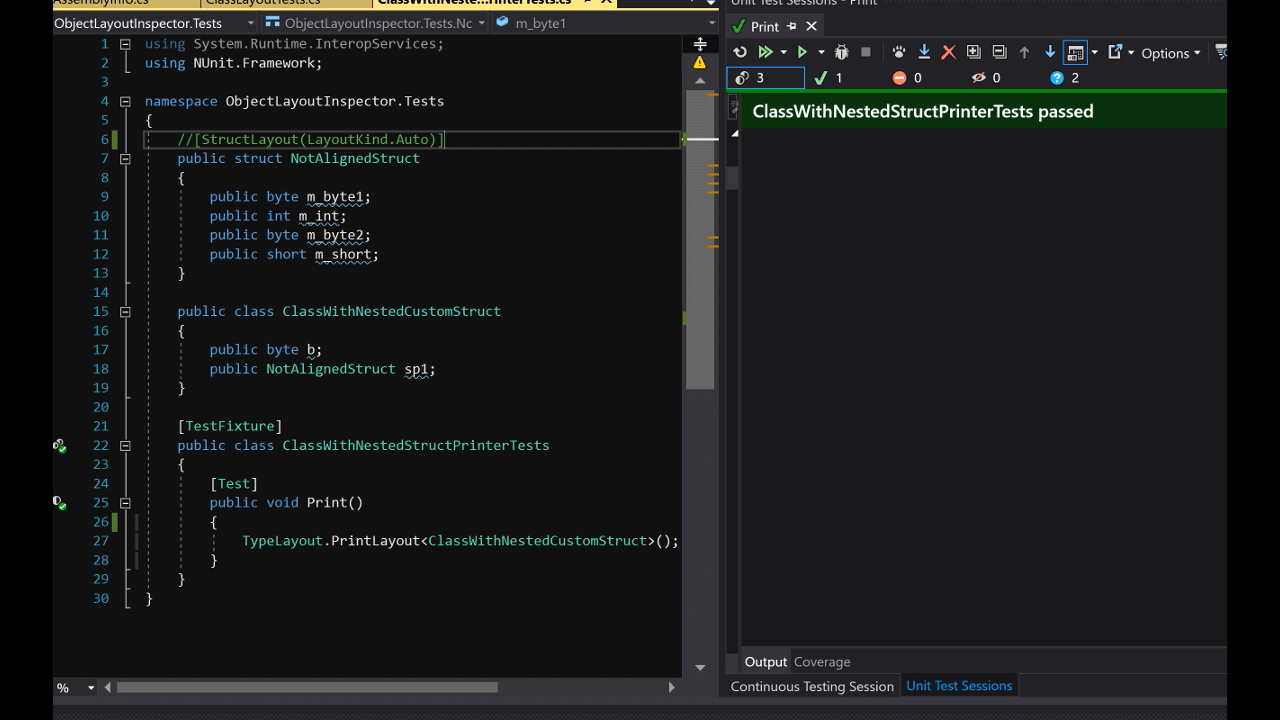 AssemblyInfo.cs ClassLayoutTests.cs ClassWithNeste...rinterTests.cs
ObjectLayoutInspector.Tests ObjectLayoutInspector.Tests.Nc m_byte1
1 using System.Runtime.InteropServices;
2 using NUnit.Framework;
3
4 namespace ObjectLayoutInspector.Tests
5 {
6 //[StructLayout(LayoutKind.Auto)]
7 public struct NotAlignedStruct
8 {
9 public byte m_byte1;
10 public int m_int;
11 public byte m_byte2;
12 public short m_short;
13 }
14
15 public class ClassWithNestedCustomStruct
16 {
17 public byte b;
18 public NotAlignedStruct sp1;
19 }
20
21 [TestFixture]
22 public class ClassWithNestedStructPrinterTests
23 {
24 [Test]
25 public void Print()
26 {
27 TypeLayout.PrintLayout<ClassWithNestedCustomStruct>();
28 }
29 }
30 }
%
Unit Test Sessions - Print
Print
Options
3 1 0 0 2
ClassWithNestedStructPrinterTests passed
Output Coverage
Continuous Testing Session Unit Test Sessions